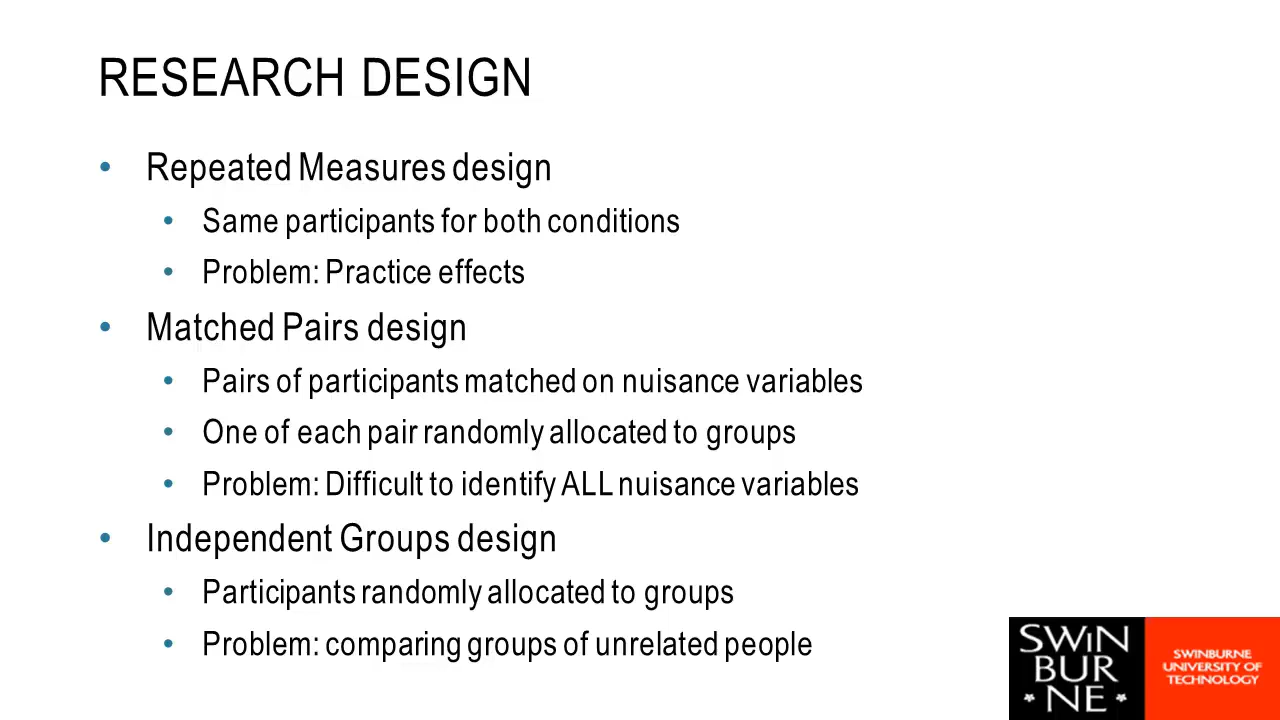 RESEARCH DESIGN
• Repeated Measures design
• Same participants for both conditions
• Problem: Practice effects
• Matched Pairs design
• Pairs of participants matched on nuisance variables
• One of each pair randomly allocated to groups
• Problem: Difficult to identify ALL nuisance variables
• Independent Groups design
• Participants randomly allocated to groups
• Problem: comparing groups of unrelated people
SWiN
BUR
* NE *
SWINBURNE
UNIVERSITY OF
TECHNOLOGY